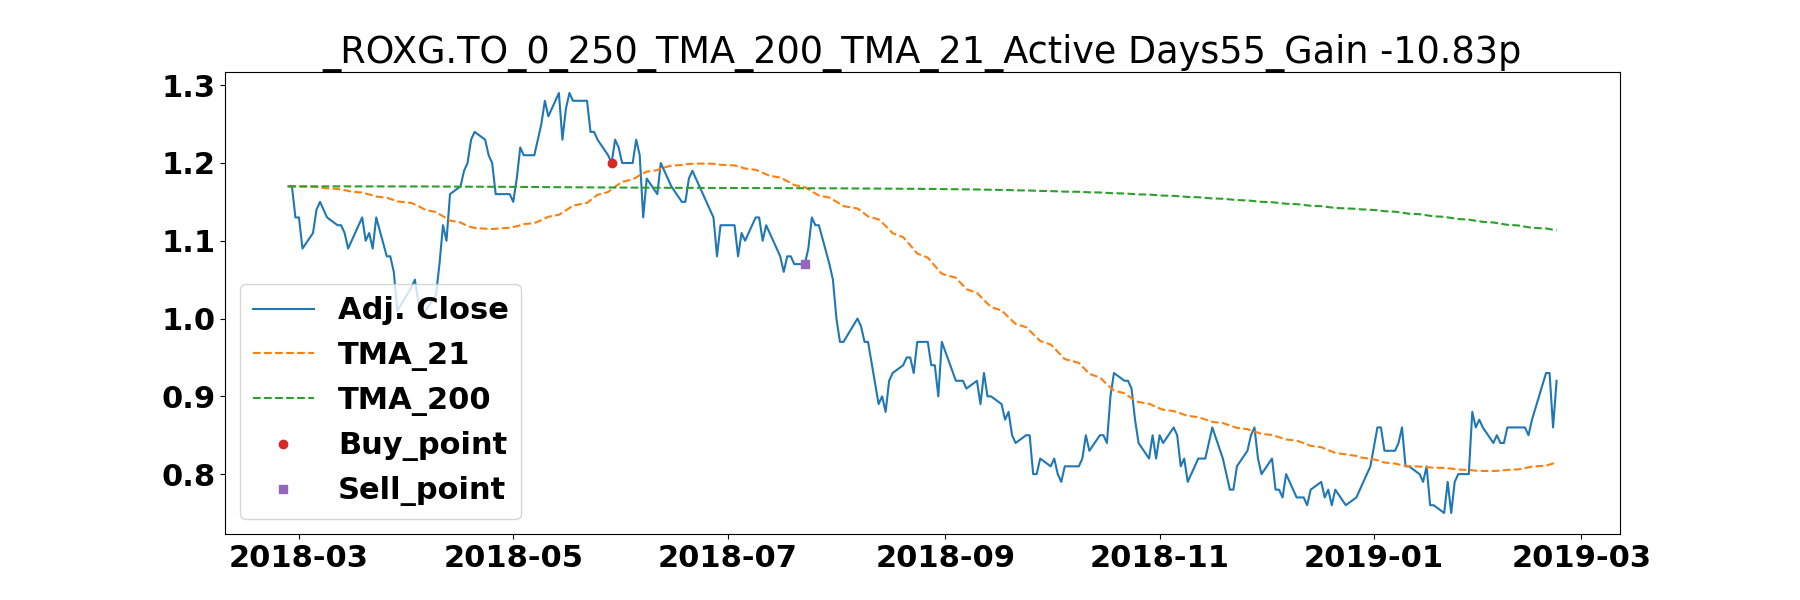 _ROXG.TO_0_250_TMA_200_TMA_21_Active Days55_Gain -10.83p
1.3
1.2
1.1
1.0
0.9
0.8
Adj. Close
TMA_21
TMA_200
Buy_point
Sell_point
2018-03 2018-05 2018-07 2018-09 2018-11 2019-01 2019-03